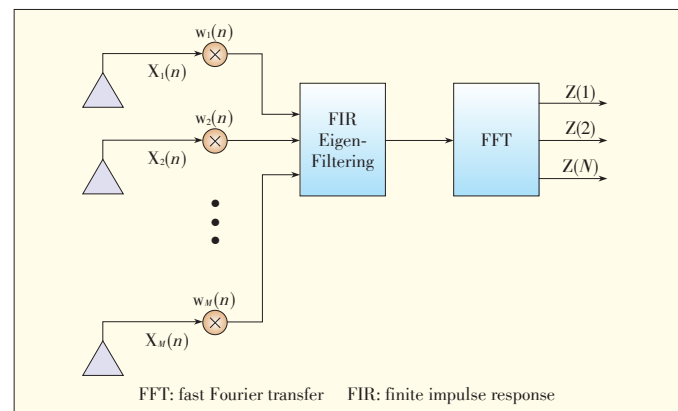 w₁(n)
X₁(n)
w₂(n)
X₂(n)
wM(n)
XM(n)
FIR
Eigen-
Filtering
FFT
Z(1)
Z(2)
Z(N)
FFT: fast Fourier transfer FIR: finite impulse response